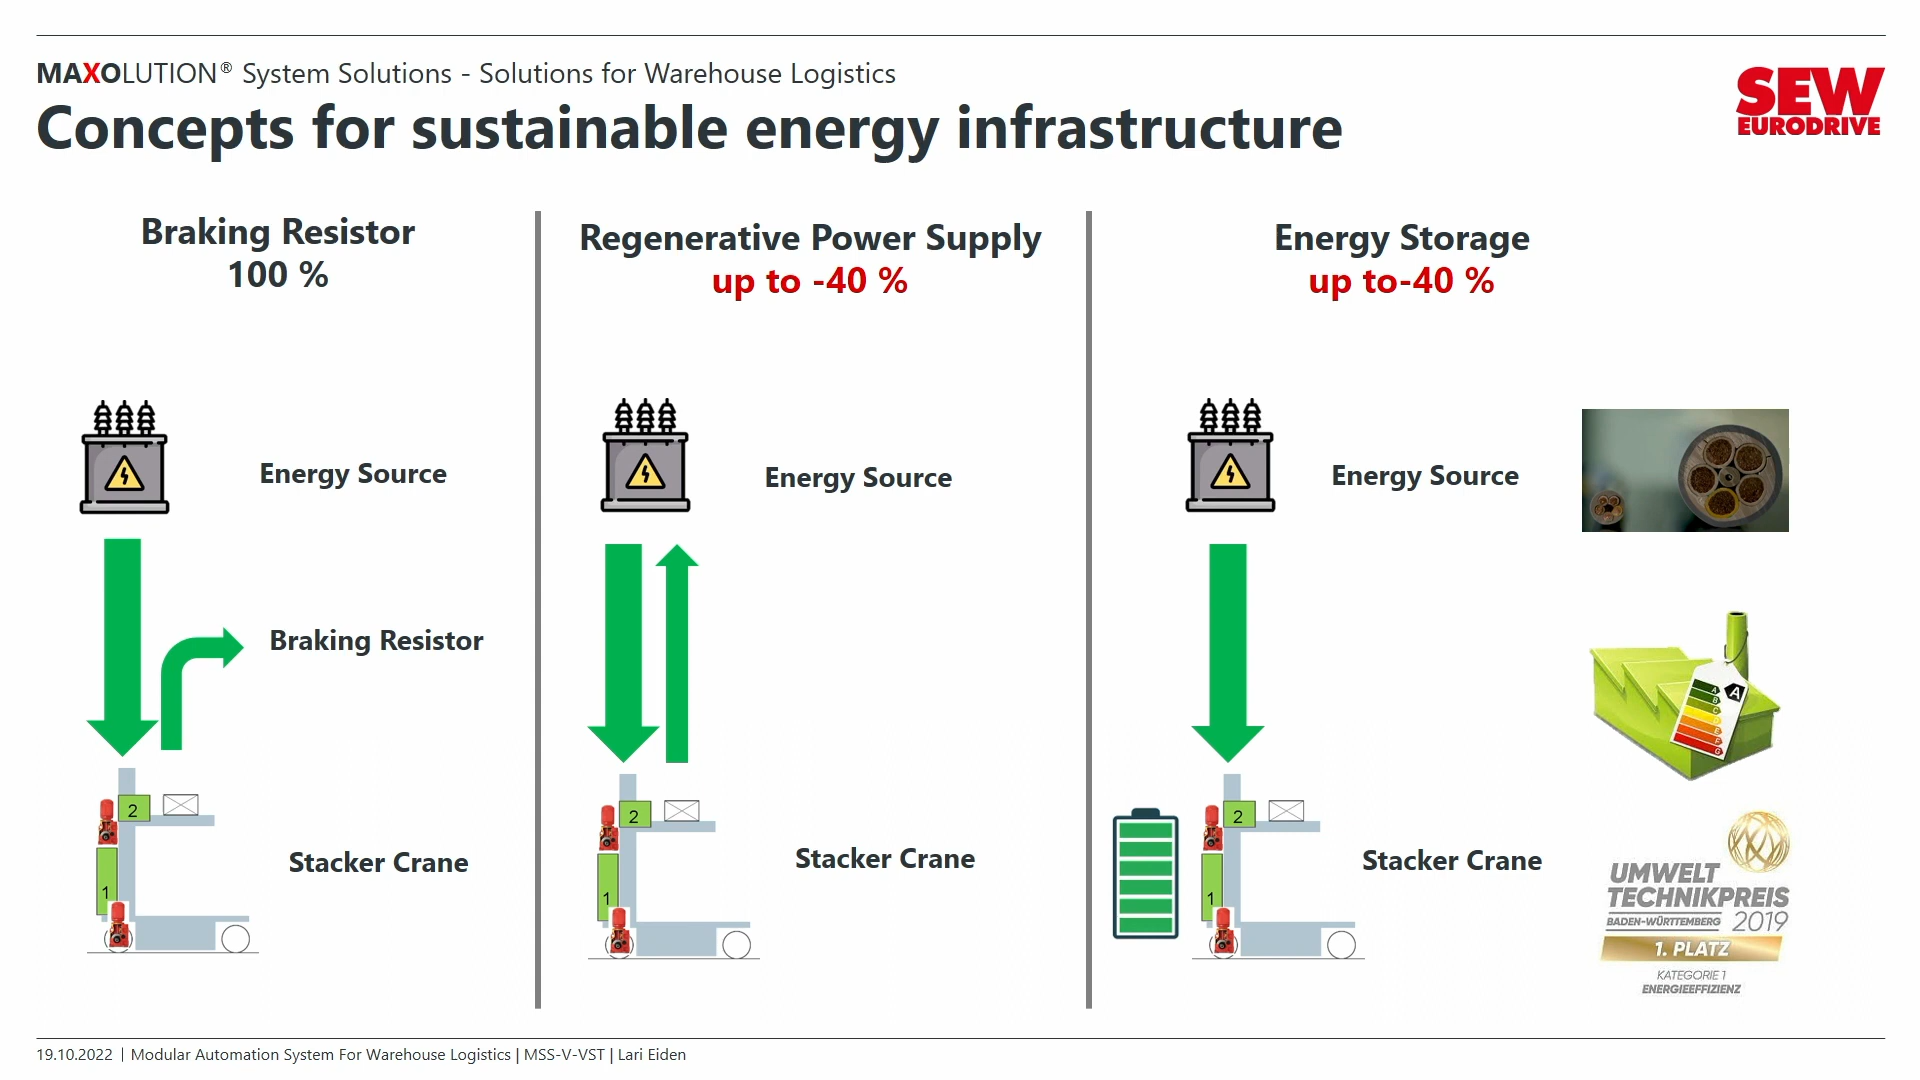 MAXOLUTION® System Solutions - Solutions for Warehouse Logistics
Concepts for sustainable energy infrastructure
SEW
EURODRIVE
Braking Resistor
100 %
Energy Source
Braking Resistor
2
1
Stacker Crane
Regenerative Power Supply
up to -40 %
Energy Source
2
1
Stacker Crane
Energy Storage
up to-40 %
Energy Source
2
1
Stacker Crane
A
A
B
C
D
E
F
G
UMWELT
TECHNIKPREIS
BADEN-WÜRTTEMBERG 2019
1. PLATZ
KATEGORIE 1
ENERGIEEFFIZIENZ
19.10.2022 | Modular Automation System For Warehouse Logistics | MSS-V-VST | Lari Eiden